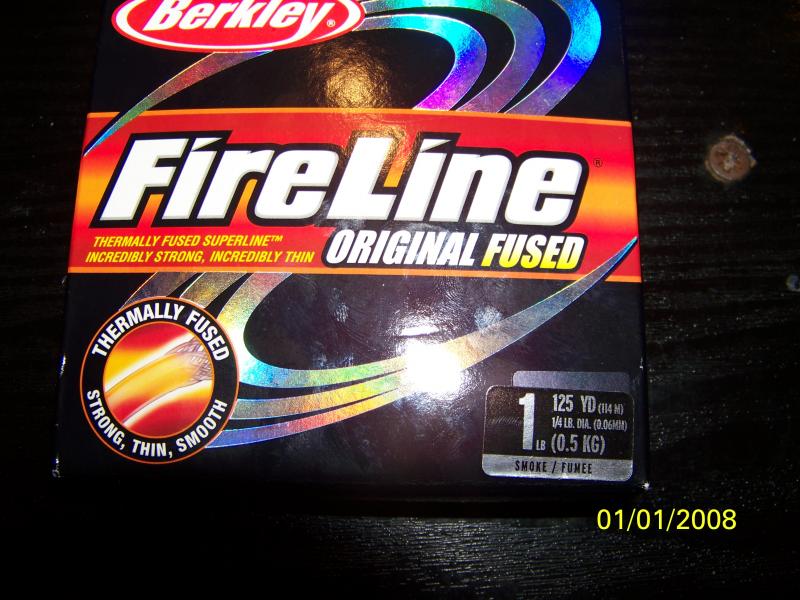 Berkley®
FireLine®
THERMALLY FUSED SUPERLINE™
INCREDIBLY STRONG, INCREDIBLY THIN
ORIGINAL FUSED
THERMALLY FUSED
STRONG, THIN, SMOOTH
1 LB
125 YD (114 M)
1/4 LB. DIA. (0.06MM)
(0.5 KG)
SMOKE / FUMEE
01/01/2008